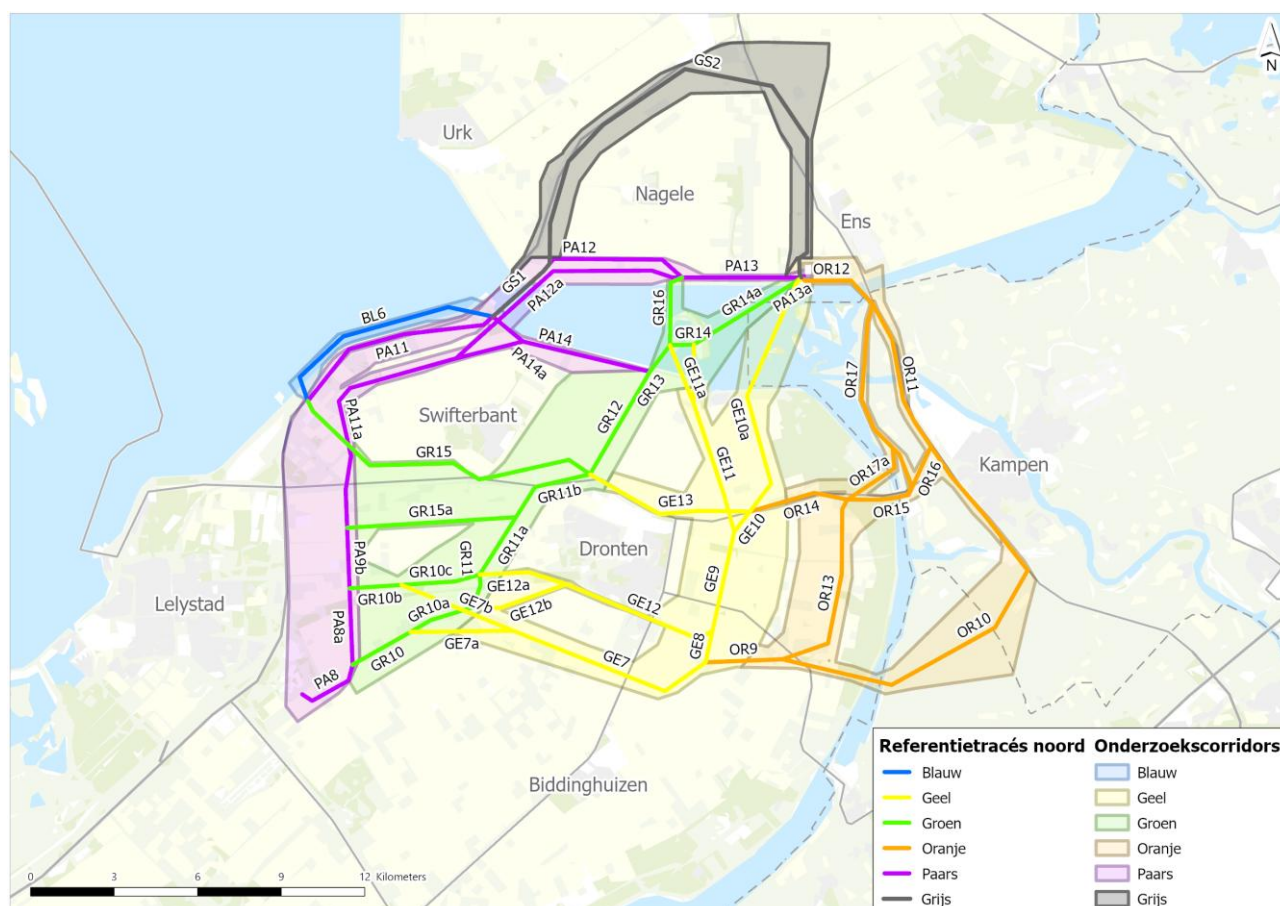 GS2
N
Urk
Nagele
Ens
PA12
PA13
OR12
GS1
PA12a
PA13a
GR14a
GR16
BL6
PA14
GR14
PA11
PA14a
GE11a
OR17
OR11
GR13
PA11a
Swifterbant
GR12
GE10a
GR15
GE11
OR17a
OR16
Kampen
GR11b
GE13
OR14
OR15
GR15a
GR11a
GE10
Dronten
PA9b
GR10c
GR11
GE12a
GE9
OR13
Lelystad
GR10b
GR10a
GE7b
GE12b
GE12
PA8a
GE7a
GE8
OR10
GR10
GE7
OR9
PA8
Biddinghuizen
Referentietracés noord
Onderzoekscorridors
Blauw
Blauw
Geel
Geel
Groen
Groen
Oranje
Oranje
Paars
Paars
Grijs
Grijs
0 3 6 9 12 Kilometers